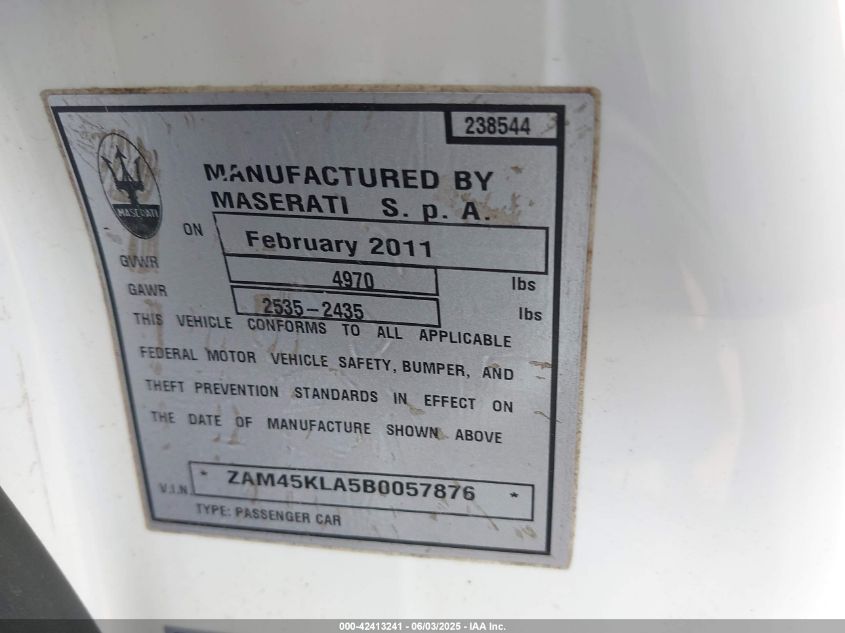 238544
MASERATI
MANUFACTURED BY
MASERATI S. p. A.
ON February 2011
GVWR 4970 lbs
GAWR 2535-2435 lbs
THIS VEHICLE CONFORMS TO ALL APPLICABLE
FEDERAL MOTOR VEHICLE SAFETY, BUMPER, AND
THEFT PREVENTION STANDARDS IN EFFECT ON
THE DATE OF MANUFACTURE SHOWN ABOVE
V.I.N. * ZAM45KLA5B0057876 *
TYPE: PASSENGER CAR
000-42413241 - 06/03/2025 - IAA Inc.